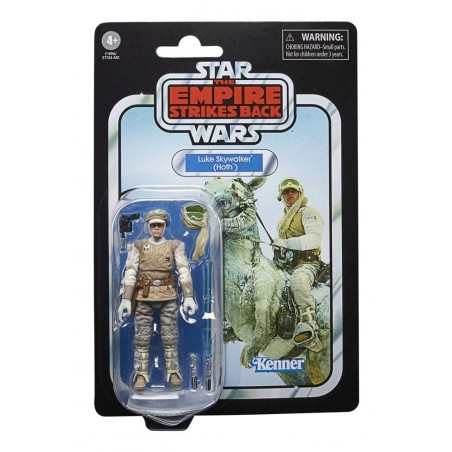 4+
WARNING:
CHOKING HAZARD-Small parts.
Not for children under 3 years.
STAR
THE
EMPIRE
STRIKES BACK
WARS
Luke Skywalker
(Hoth)
Kenner